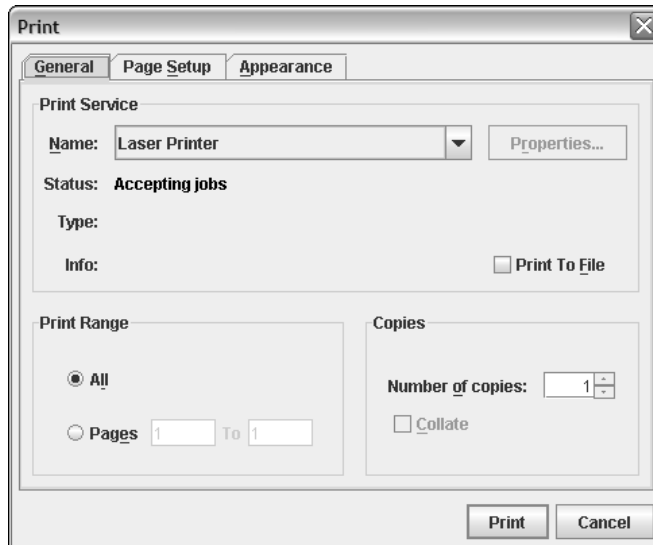 Print
General Page Setup Appearance
Print Service
Name: Laser Printer Properties...
Status: Accepting jobs
Type:
Info: Print To File
Print Range
All
Pages 1 To 1
Copies
Number of copies: 1
Collate
Print Cancel